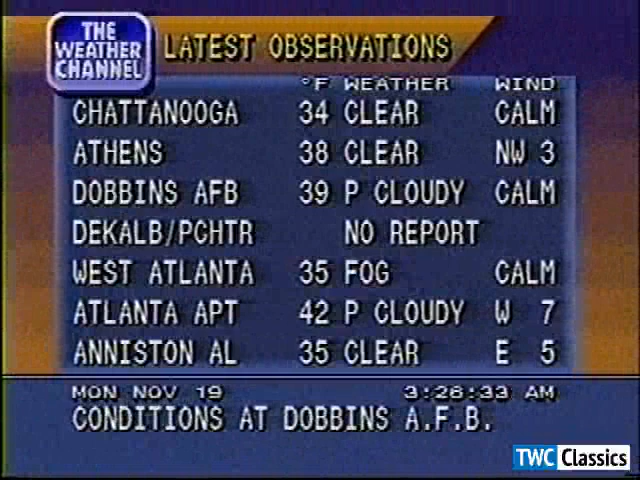 THE
WEATHER
CHANNEL
LATEST OBSERVATIONS
°F WEATHER WIND
CHATTANOOGA 34 CLEAR CALM
ATHENS 38 CLEAR NW 3
DOBBINS AFB 39 P CLOUDY CALM
DEKALB/PCHTR NO REPORT
WEST ATLANTA 35 FOG CALM
ATLANTA APT 42 P CLOUDY W 7
ANNISTON AL 35 CLEAR E 5
MON NOV 19 3:26:33 AM
CONDITIONS AT DOBBINS A.F.B.
TWC Classics